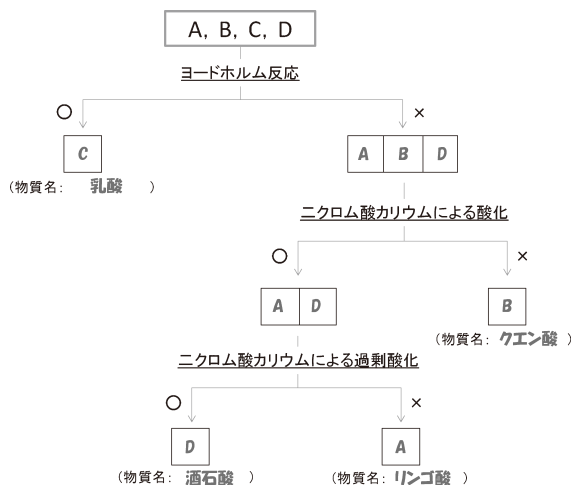 A, B, C, D
ヨードホルム反応
○ ×
C A B D
(物質名: 乳酸 )
二クロム酸カリウムによる酸化
○ ×
A D B
(物質名: クエン酸 )
二クロム酸カリウムによる過剰酸化
○ ×
D A
(物質名: 酒石酸 ) (物質名: リンゴ酸 )